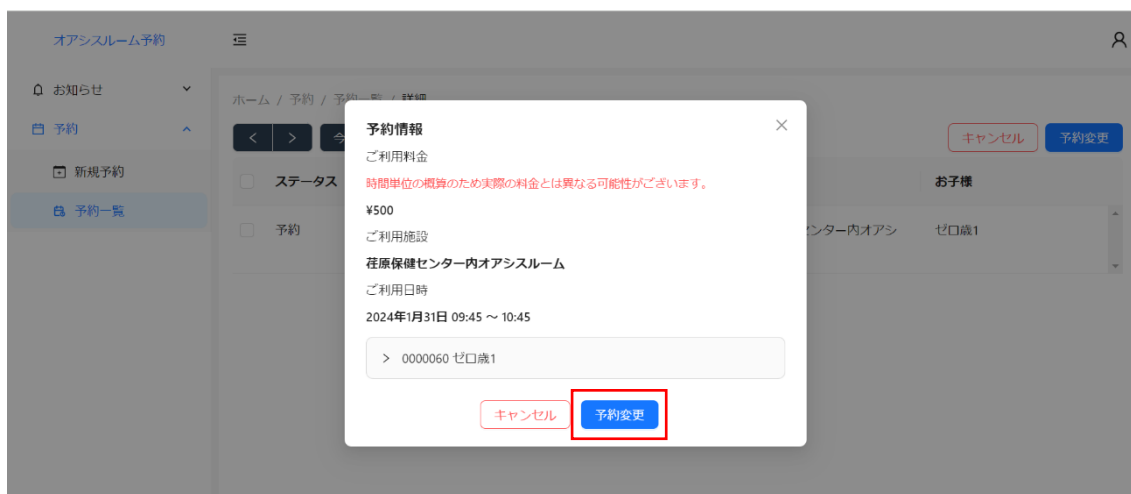 オアシスルーム予約
お知らせ
ホーム / 予約 / 予約一覧 / 詳細
予約
新規予約
予約一覧
キャンセル
予約変更
ステータス
お子様
予約
センター内オアシ
ゼロ歳1
予約情報
ご利用料金
時間単位の概算のため実際の料金とは異なる可能性がございます。
¥500
ご利用施設
荏原保健センター内オアシスルーム
ご利用日時
2024年1月31日 09:45 ～ 10:45
0000060 ゼロ歳1
キャンセル
予約変更